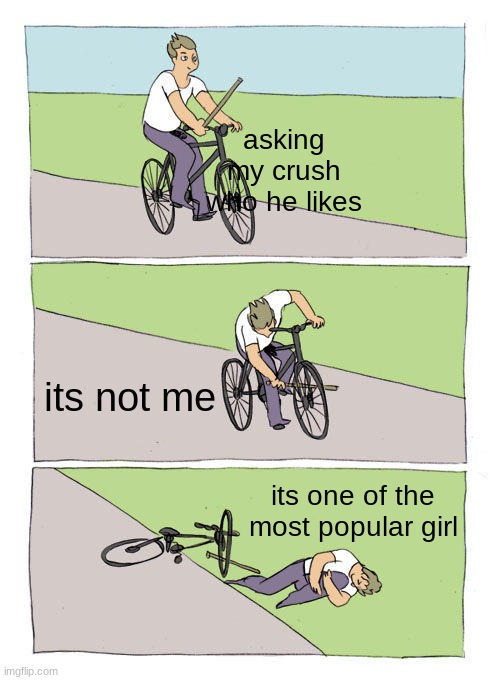 asking
my crush
who he likes
its not me
its one of the
most popular girl
imgflip.com